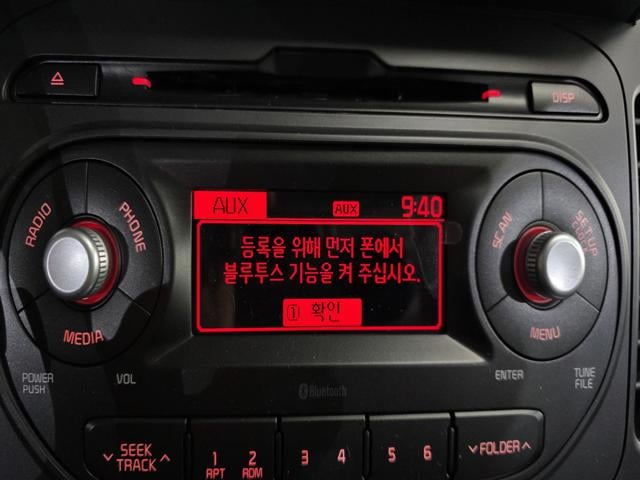 DISP
AUX AUX 9:40
등록을 위해 먼저 폰에서
블루투스 기능을 켜 주십시오.
1 확인
RADIO PHONE
MEDIA
SCAN SETUP
CLOCK
MENU
POWER
PUSH
VOL
Bluetooth
ENTER
TUNE
FILE
SEEK
TRACK
1 RPT
2 RDM
3 4
5 6
FOLDER